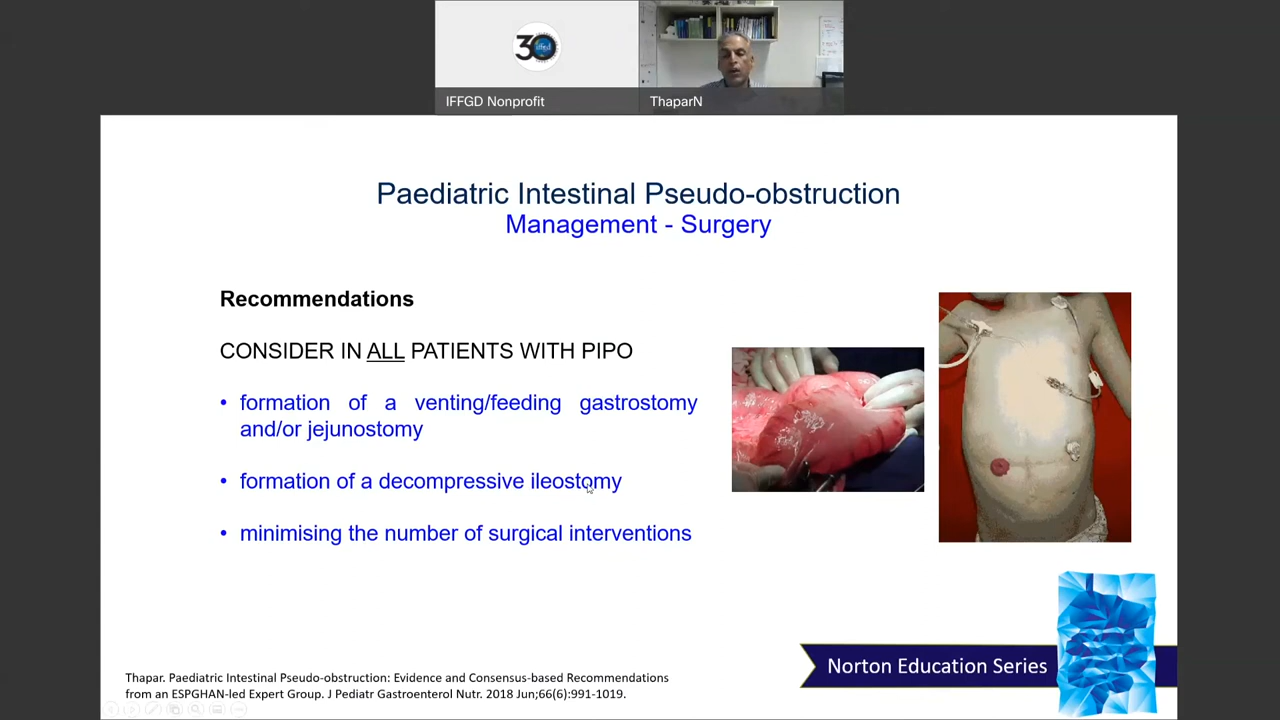 30 iffgd
IFFGD Nonprofit
ThaparN
Paediatric Intestinal Pseudo-obstruction
Management - Surgery
Recommendations
CONSIDER IN ALL PATIENTS WITH PIPO
• formation of a venting/feeding gastrostomy
and/or jejunostomy
• formation of a decompressive ileostomy
• minimising the number of surgical interventions
Norton Education Series
Thapar. Paediatric Intestinal Pseudo-obstruction: Evidence and Consensus-based Recommendations
from an ESPGHAN-led Expert Group. J Pediatr Gastroenterol Nutr. 2018 Jun;66(6):991-1019.